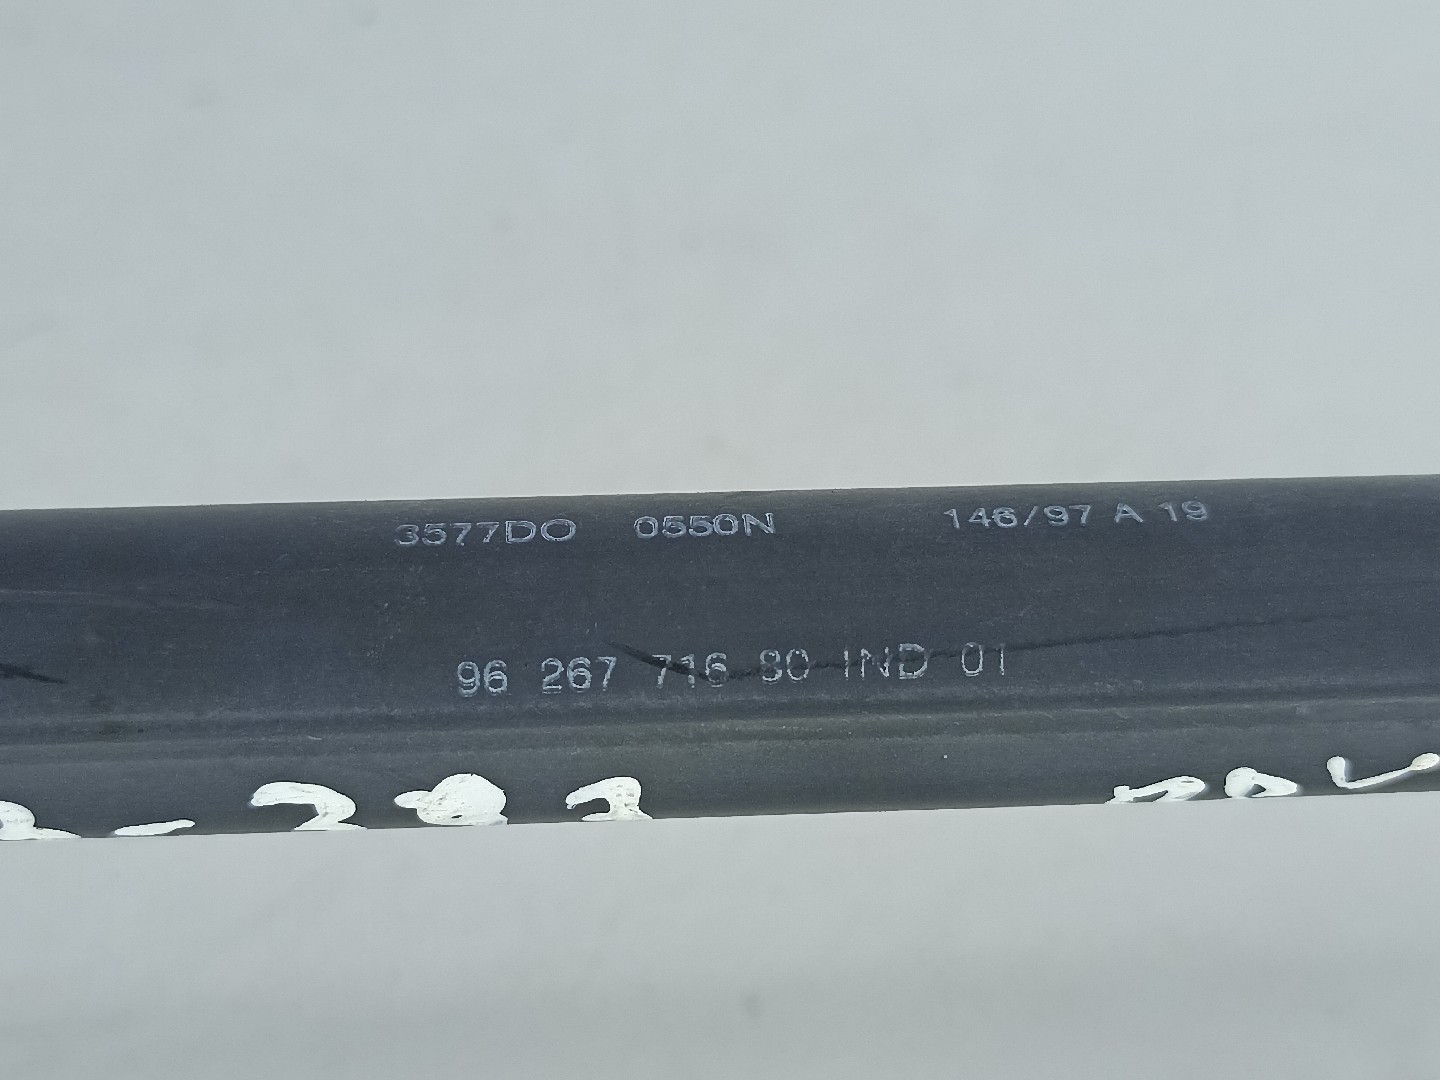 3577DO 0550N 146/97 A 19
96 267 716 80 IND 01